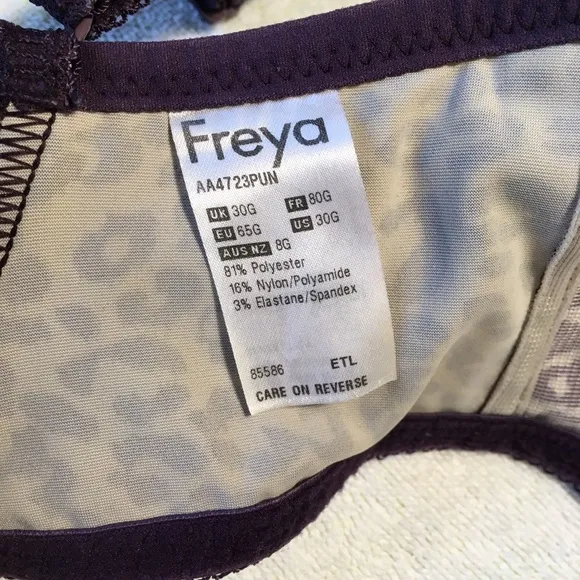 Freya
AA4723PUN
UK 30G FR 80G
EU 65G US 30G
AUS NZ 8G
81% Polyester
16% Nylon/Polyamide
3% Elastane/Spandex
85586 ETL
CARE ON REVERSE